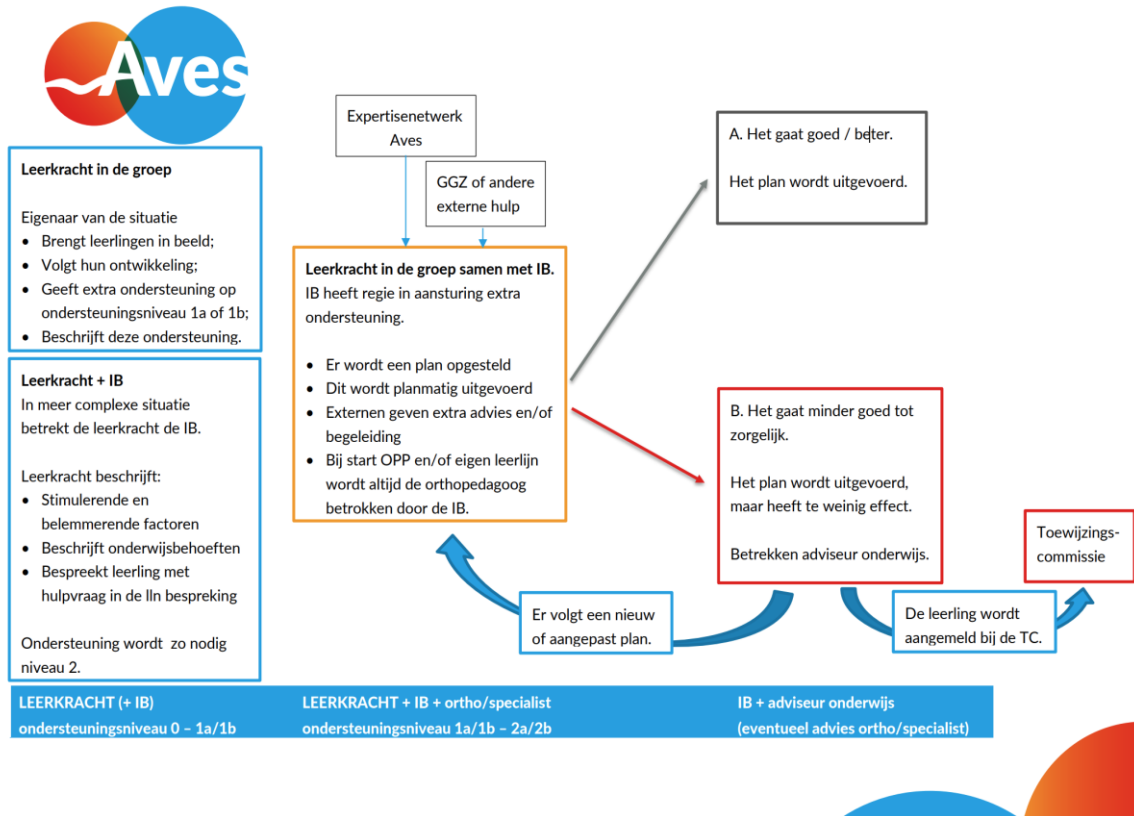 Aves
Leerkracht in de groep
Eigenaar van de situatie
• Brengt leerlingen in beeld;
• Volgt hun ontwikkeling;
• Geeft extra ondersteuning op
ondersteuningsniveau 1a of 1b;
• Beschrijft deze ondersteuning.
Leerkracht + IB
In meer complexe situatie
betrekt de leerkracht de IB.
Leerkracht beschrijft:
• Stimulerende en
belemmerende factoren
• Beschrijft onderwijsbehoeften
• Bespreekt leerling met
hulpvraag in de lln bespreking
Ondersteuning wordt zo nodig
niveau 2.
Expertisenetwerk
Aves
GGZ of andere
externe hulp
Leerkracht in de groep samen met IB.
IB heeft regie in aansturing extra
ondersteuning.
• Er wordt een plan opgesteld
• Dit wordt planmatig uitgevoerd
• Externen geven extra advies en/of
begeleiding
• Bij start OPP en/of eigen leerlijn
wordt altijd de orthopedagoog
betrokken door de IB.
A. Het gaat goed / beter.
Het plan wordt uitgevoerd.
B. Het gaat minder goed tot
zorgelijk.
Het plan wordt uitgevoerd,
maar heeft te weinig effect.
Betrekken adviseur onderwijs.
Er volgt een nieuw
of aangepast plan.
De leerling wordt
aangemeld bij de TC.
Toewijzings-
commissie
LEERKRACHT (+ IB)
ondersteuningsniveau 0 – 1a/1b
LEERKRACHT + IB + ortho/specialist
ondersteuningsniveau 1a/1b – 2a/2b
IB + adviseur onderwijs
(eventueel advies ortho/specialist)